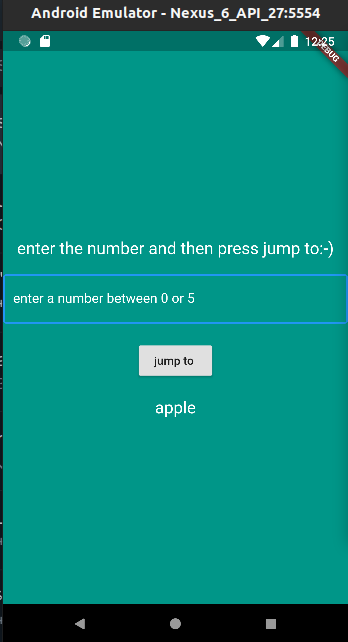 Android Emulator - Nexus_6_API_27:5554
12:25
DEBUG
enter the number and then press jump to:-)
enter a number between 0 or 5
jump to
apple